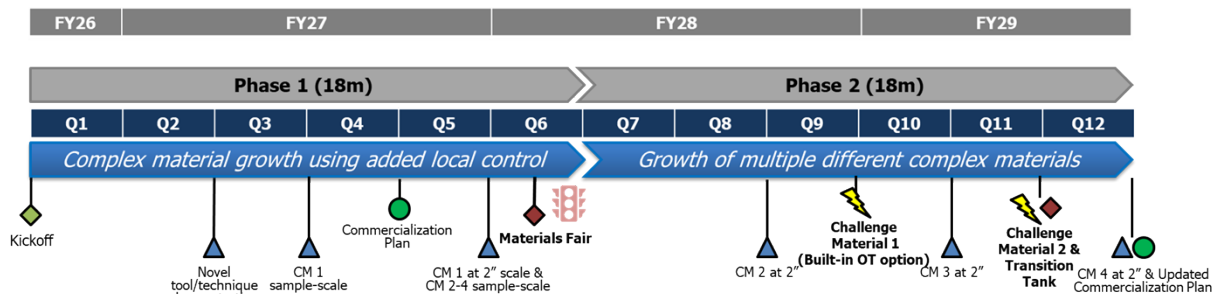 FY26 FY27 FY28 FY29
Phase 1 (18m) Phase 2 (18m)
Q1 Q2 Q3 Q4 Q5 Q6 Q7 Q8 Q9 Q10 Q11 Q12
Complex material growth using added local control Growth of multiple different complex materials
Kickoff
Novel
tool/technique
CM 1
sample-scale
Commercialization
Plan
CM 1 at 2” scale &
CM 2-4 sample-scale
Materials Fair
CM 2 at 2”
Challenge
Material 1
(Built-in OT option)
CM 3 at 2”
Challenge
Material 2 &
Transition
Tank
CM 4 at 2” & Updated
Commercialization Plan